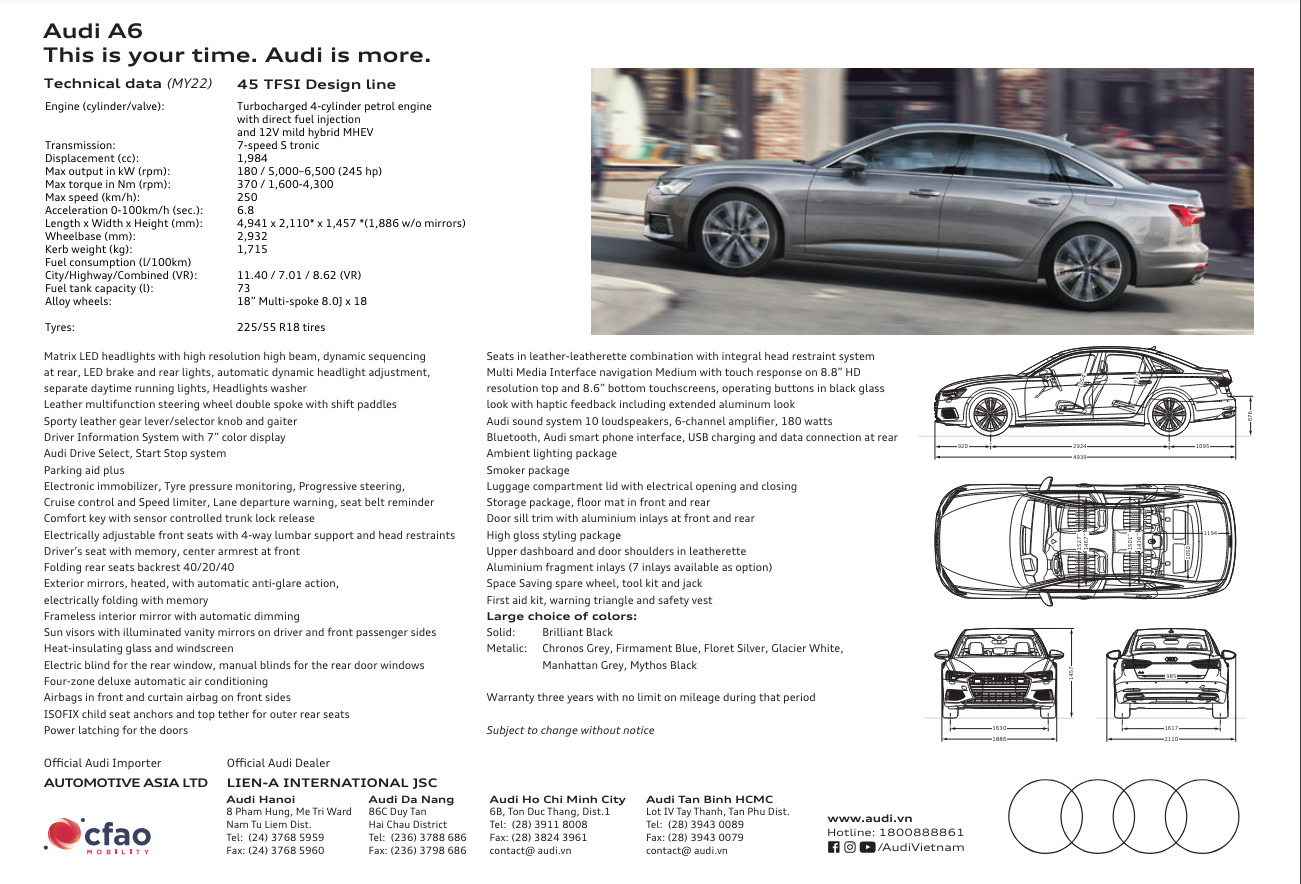 Audi A6
This is your time. Audi is more.
Technical data (MY22) 45 TFSI Design line
Engine (cylinder/valve): Turbocharged 4-cylinder petrol engine
with direct fuel injection
and 12V mild hybrid MHEV
Transmission: 7-speed S tronic
Displacement (cc): 1,984
Max output in kW (rpm): 180 / 5,000–6,500 (245 hp)
Max torque in Nm (rpm): 370 / 1,600-4,300
Max speed (km/h): 250
Acceleration 0-100km/h (sec.): 6.8
Length x Width x Height (mm): 4,941 x 2,110* x 1,457 *(1,886 w/o mirrors)
Wheelbase (mm): 2,932
Kerb weight (kg): 1,715
Fuel consumption (l/100km)
City/Highway/Combined (VR): 11.40 / 7.01 / 8.62 (VR)
Fuel tank capacity (l): 73
Alloy wheels: 18” Multi-spoke 8.0J x 18
Tyres: 225/55 R18 tires
Matrix LED headlights with high resolution high beam, dynamic sequencing
at rear, LED brake and rear lights, automatic dynamic headlight adjustment,
separate daytime running lights, Headlights washer
Leather multifunction steering wheel double spoke with shift paddles
Sporty leather gear lever/selector knob and gaiter
Driver Information System with 7” color display
Audi Drive Select, Start Stop system
Parking aid plus
Electronic immobilizer, Tyre pressure monitoring, Progressive steering,
Cruise control and Speed limiter, Lane departure warning, seat belt reminder
Comfort key with sensor controlled trunk lock release
Electrically adjustable front seats with 4-way lumbar support and head restraints
Driver’s seat with memory, center armrest at front
Folding rear seats backrest 40/20/40
Exterior mirrors, heated, with automatic anti-glare action,
electrically folding with memory
Frameless interior mirror with automatic dimming
Sun visors with illuminated vanity mirrors on driver and front passenger sides
Heat-insulating glass and windscreen
Electric blind for the rear window, manual blinds for the rear door windows
Four-zone deluxe automatic air conditioning
Airbags in front and curtain airbag on front sides
ISOFIX child seat anchors and top tether for outer rear seats
Power latching for the doors
Seats in leather-leatherette combination with integral head restraint system
Multi Media Interface navigation Medium with touch response on 8.8” HD
resolution top and 8.6” bottom touchscreens, operating buttons in black glass
look with haptic feedback including extended aluminum look
Audi sound system 10 loudspeakers, 6-channel amplifier, 180 watts
Bluetooth, Audi smart phone interface, USB charging and data connection at rear
Ambient lighting package
Smoker package
Luggage compartment lid with electrical opening and closing
Storage package, floor mat in front and rear
Door sill trim with aluminium inlays at front and rear
High gloss styling package
Upper dashboard and door shoulders in leatherette
Aluminium fragment inlays (7 inlays available as option)
Space Saving spare wheel, tool kit and jack
First aid kit, warning triangle and safety vest
Large choice of colors:
Solid: Brilliant Black
Metalic: Chronos Grey, Firmament Blue, Floret Silver, Glacier White,
Manhattan Grey, Mythos Black
Warranty three years with no limit on mileage during that period
Subject to change without notice
676
920 2924 1095
4939
1194
1050
1457
985
1630
1886
1617
2110
Official Audi Importer
AUTOMOTIVE ASIA LTD
cfao
MOBILITY
Official Audi Dealer
LIEN-A INTERNATIONAL JSC
Audi Hanoi
8 Pham Hung, Me Tri Ward
Nam Tu Liem Dist.
Tel: (24) 3768 5959
Fax: (24) 3768 5960
Audi Da Nang
86C Duy Tan
Hai Chau District
Tel: (236) 3788 686
Fax: (236) 3798 686
Audi Ho Chi Minh City
6B, Ton Duc Thang, Dist.1
Tel: (28) 3911 8008
Fax: (28) 3824 3961
contact@ audi.vn
Audi Tan Binh HCMC
Lot IV Tay Thanh, Tan Phu Dist.
Tel: (28) 3943 0089
Fax: (28) 3943 0079
contact@ audi.vn
www.audi.vn
Hotline: 1800888861
/AudiVietnam